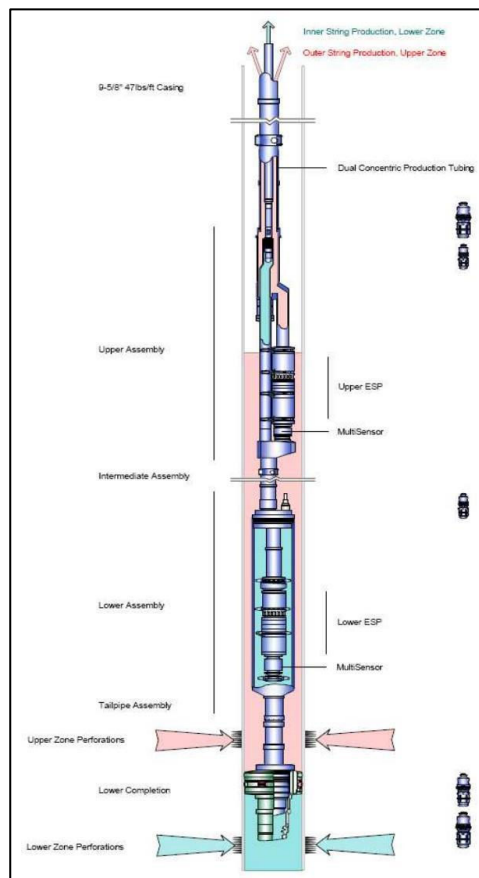 Inner String Production, Lower Zone
Outer String Production, Upper Zone
9-5/8" 47lbs/ft Casing
Dual Concentric Production Tubing
Upper Assembly
Upper ESP
MultiSensor
Intermediate Assembly
Lower Assembly
Lower ESP
MultiSensor
Tailpipe Assembly
Upper Zone Perforations
Lower Completion
Lower Zone Perforations